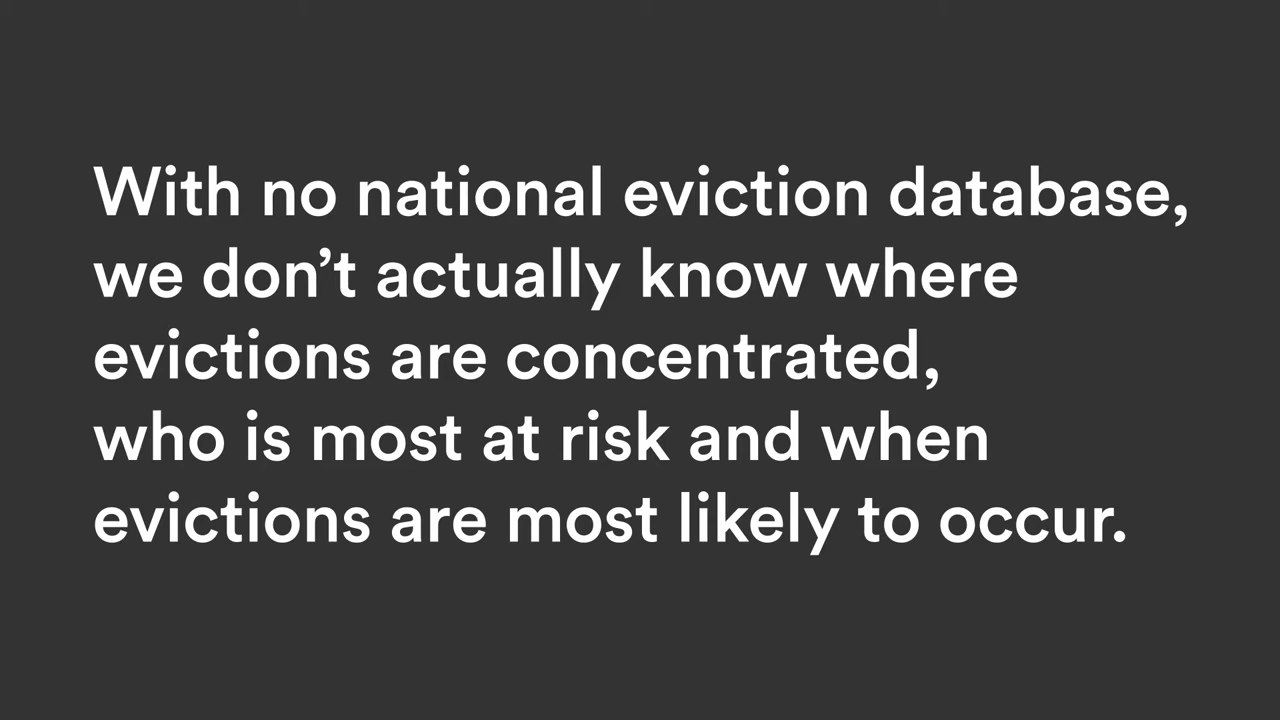 With no national eviction database,
we don’t actually know where
evictions are concentrated,
who is most at risk and when
evictions are most likely to occur.